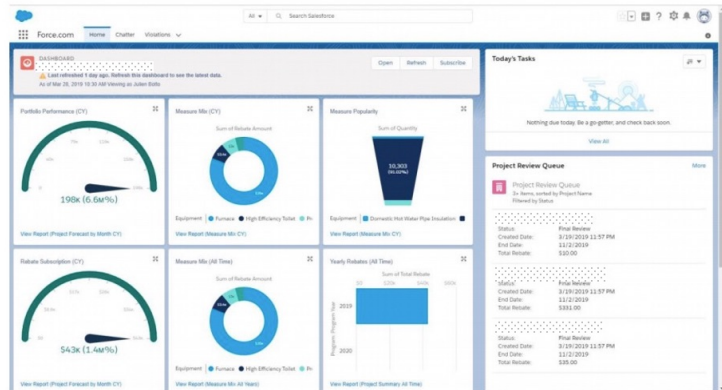 All
Search Salesforce
Force.com
Home
Chatter
Violations
DASHBOARD
Last refreshed 1 day ago. Refresh this dashboard to see the latest data.
As of Mar 28, 2019 10:30 AM Viewing as Julien Botto
Open
Refresh
Subscribe
Portfolio Performance (CY)
198K (6.6M%)
View Report (Project Forecast by Month CY)
Measure Mix (CY)
Sum of Rebate Amount
Equipment Furnace High Efficiency Toilet Pr
View Report (Measure Mix CY)
Measure Popularity
Sum of Quantity
10,303
Equipment Domestic Hot Water Pipe Insulation
View Report (Measure Mix CY)
Rebate Subscription (CY)
543K (1.4M%)
View Report (Project Forecast by Month CY)
Measure Mix (All Time)
Sum of Rebate Amount
Equipment Furnace High Efficiency Toilet Pr
View Report (Measure Mix All Years)
Yearly Rebates (All Time)
Sum of Total Rebate
$0
Program: Program Year
2019
2020
View Report (Project Summary All Time)
Today's Tasks
Nothing due today. Be a go-getter, and check back soon.
View All
Project Review Queue
More
Project Review Queue
Filtered by Status
Status: Final Review
Created Date: 3/19/2019 11:57 PM
End Date: 11/2/2019
Total Rebate: $10.00
Status: Final Review
Created Date: 3/19/2019 11:57 PM
End Date: 11/2/2019
Total Rebate: $331.00
Status: Final Review
Created Date: 3/19/2019 11:57 PM
End Date: 11/2/2019
Total Rebate: $35.00